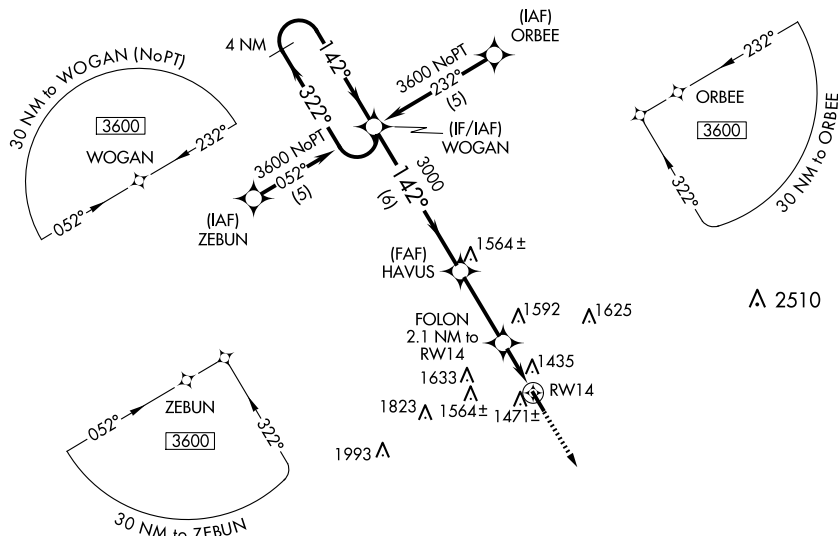 30 NM to WOGAN (NoPT)
3600
WOGAN
232°
052°
4 NM
142°
322°
(IAF)
ORBEE
3600 NoPT
232°
(5)
(IF/IAF)
WOGAN
3600 NoPT
052°
(5)
(IAF)
ZEBUN
3000
142°
(6)
232°
ORBEE
3600
322°
30 NM to ORBEE
(FAF)
HAVUS
1564 ±
FOLON
2.1 NM to
RW14
1592
1625
2510
1435
1633
RW14
1823
1564±
1471±
1993
ZEBUN
052°
3600
322°
30 NM to ZEBUN